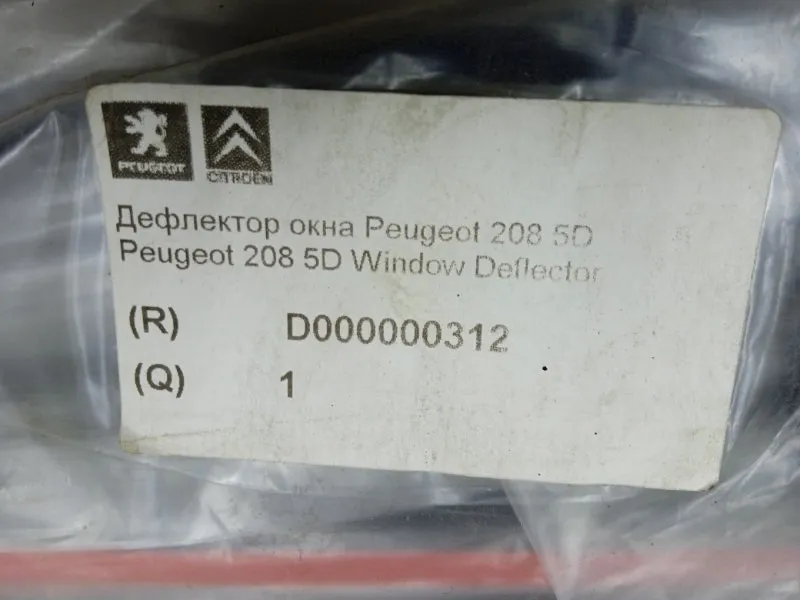 PEUGEOT CITROËN
Дефлектор окна Peugeot 208 5D
Peugeot 208 5D Window Deflector
(R) D000000312
(Q) 1